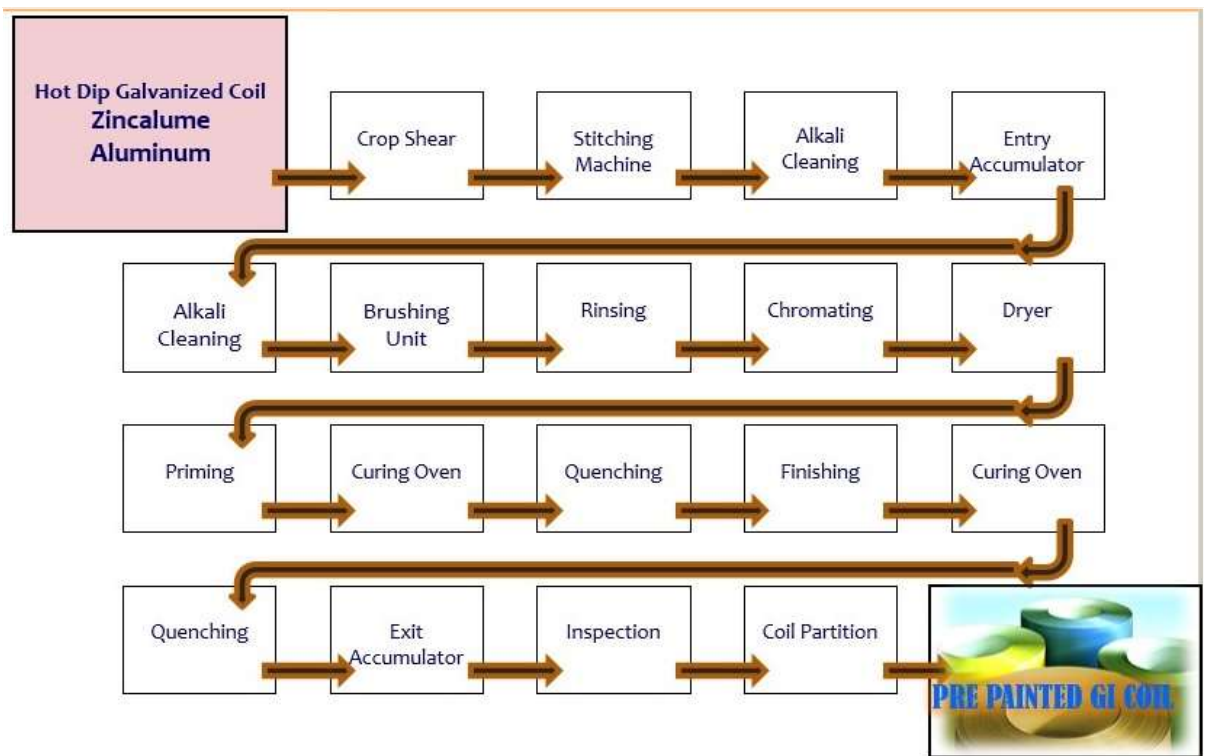 Hot Dip Galvanized Coil
Zincalume
Aluminum
Crop Shear
Stitching
Machine
Alkali
Cleaning
Entry
Accumulator
Alkali
Cleaning
Brushing
Unit
Rinsing
Chromating
Dryer
Priming
Curing Oven
Quenching
Finishing
Curing Oven
Quenching
Exit
Accumulator
Inspection
Coil Partition
PRE PAINTED GI COIL